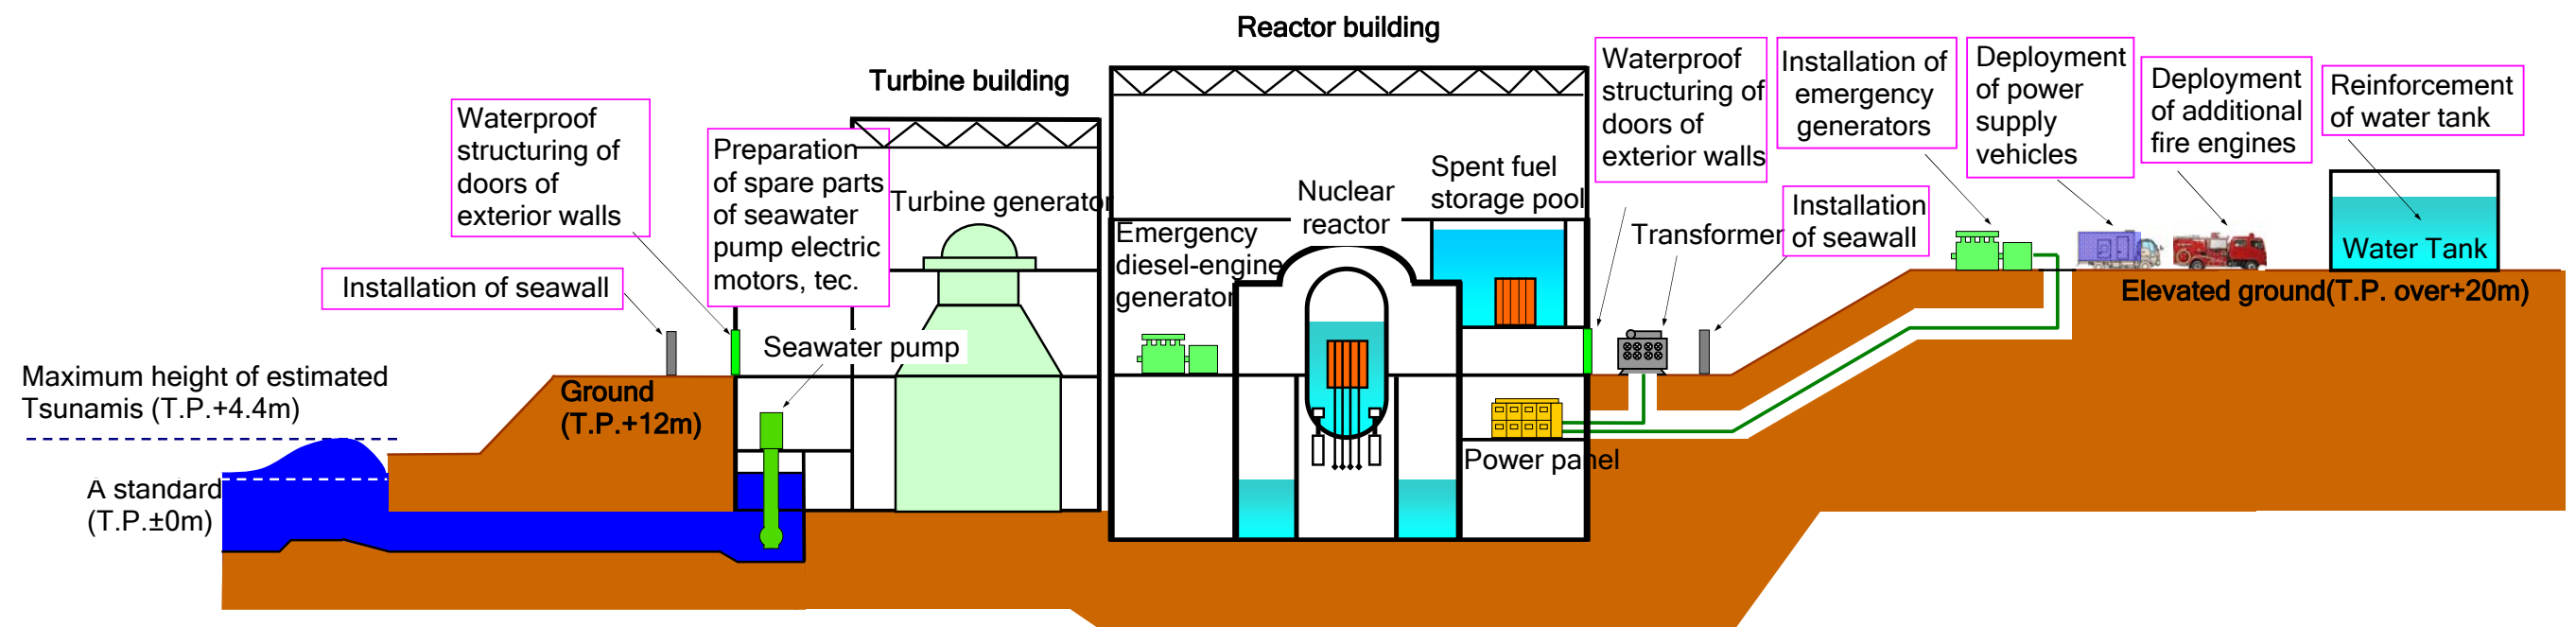 Reactor building
Turbine building
Waterproof
structuring of
doors of
exterior walls
Installation of seawall
Preparation
of spare parts
of seawater
pump electric
motors, tec.
Turbine generator
Seawater pump
Maximum height of estimated
Tsunamis (T.P.+4.4m)
A standard
(T.P.±0m)
Ground
(T.P.+12m)
Emergency
diesel-engine
generator
Nuclear
reactor
Spent fuel
storage pool
Power panel
Waterproof
structuring of
doors of
exterior walls
Transformer
Installation
of seawall
Installation of
emergency
generators
Deployment
of power
supply
vehicles
Deployment
of additional
fire engines
Reinforcement
of water tank
Water Tank
Elevated ground(T.P. over+20m)